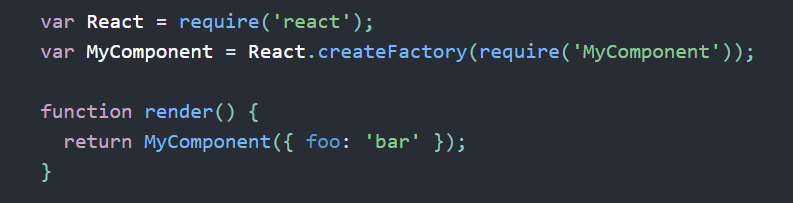 var React = require('react');
var MyComponent = React.createFactory(require('MyComponent'));

function render() {
  return MyComponent({ foo: 'bar' });
}